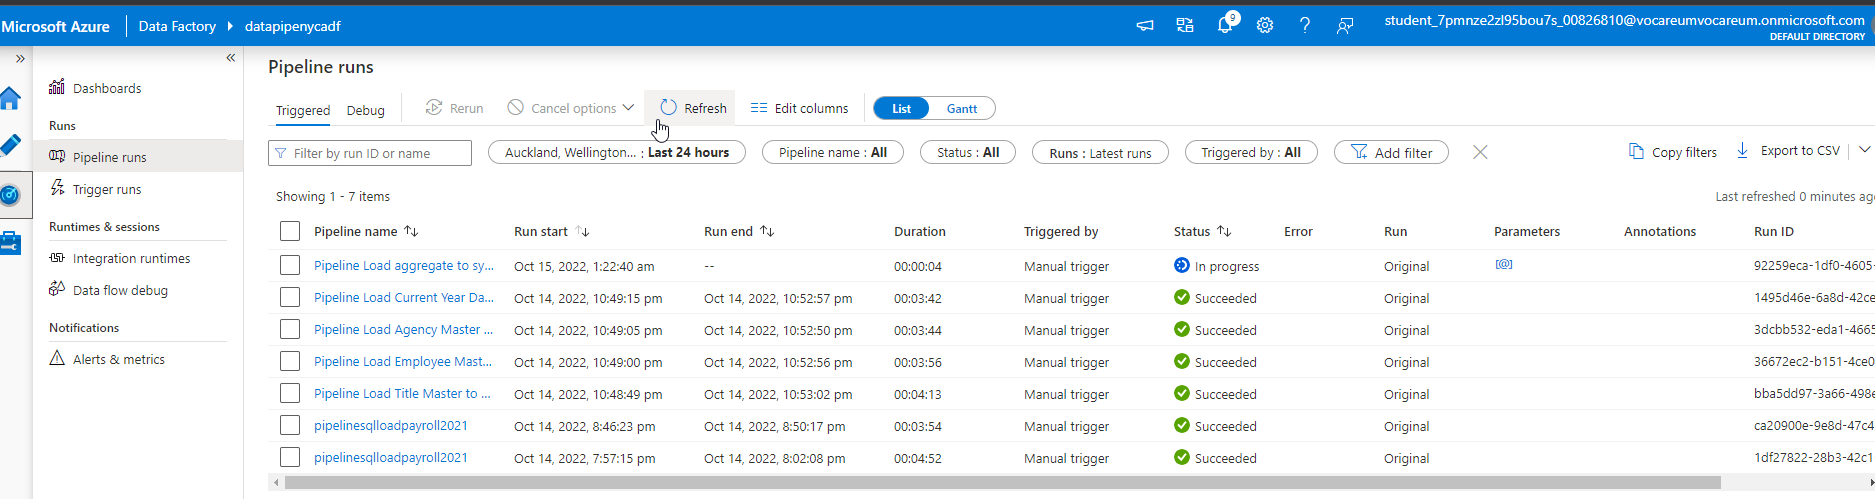 Microsoft Azure Data Factory datapipenycadf 9 student_7pmnze2zl95bou7s_00826810@vocareumvocareum.onmicrosoft.com
DEFAULT DIRECTORY
Pipeline runs
Dashboards
Runs
Pipeline runs
Trigger runs
Runtimes & sessions
Integration runtimes
Data flow debug
Notifications
Alerts & metrics
Triggered Debug Rerun Cancel options Refresh Edit columns List Gantt
Filter by run ID or name Auckland, Wellington... : Last 24 hours Pipeline name : All Status : All Runs : Latest runs Triggered by : All Add filter Copy filters Export to CSV
Showing 1 - 7 items Last refreshed 0 minutes ag
Pipeline name Run start Run end Duration Triggered by Status Error Run Parameters Annotations Run ID
Pipeline Load aggregate to sy... Oct 15, 2022, 1:22:40 am -- 00:00:04 Manual trigger In progress Original [@] 92259eca-1df0-4605-
Pipeline Load Current Year Da... Oct 14, 2022, 10:49:15 pm Oct 14, 2022, 10:52:57 pm 00:03:42 Manual trigger Succeeded Original 1495d46e-6a8d-42ce
Pipeline Load Agency Master ... Oct 14, 2022, 10:49:05 pm Oct 14, 2022, 10:52:50 pm 00:03:44 Manual trigger Succeeded Original 3dcbb532-eda1-4665
Pipeline Load Employee Mast... Oct 14, 2022, 10:49:00 pm Oct 14, 2022, 10:52:56 pm 00:03:56 Manual trigger Succeeded Original 36672ec2-b151-4ce0
Pipeline Load Title Master to ... Oct 14, 2022, 10:48:49 pm Oct 14, 2022, 10:53:02 pm 00:04:13 Manual trigger Succeeded Original bba5dd97-3a66-498e
pipelinesqlloadpayroll2021 Oct 14, 2022, 8:46:23 pm Oct 14, 2022, 8:50:17 pm 00:03:54 Manual trigger Succeeded Original ca20900e-9e8d-47c4
pipelinesqlloadpayroll2021 Oct 14, 2022, 7:57:15 pm Oct 14, 2022, 8:02:08 pm 00:04:52 Manual trigger Succeeded Original 1df27822-28b3-42c1